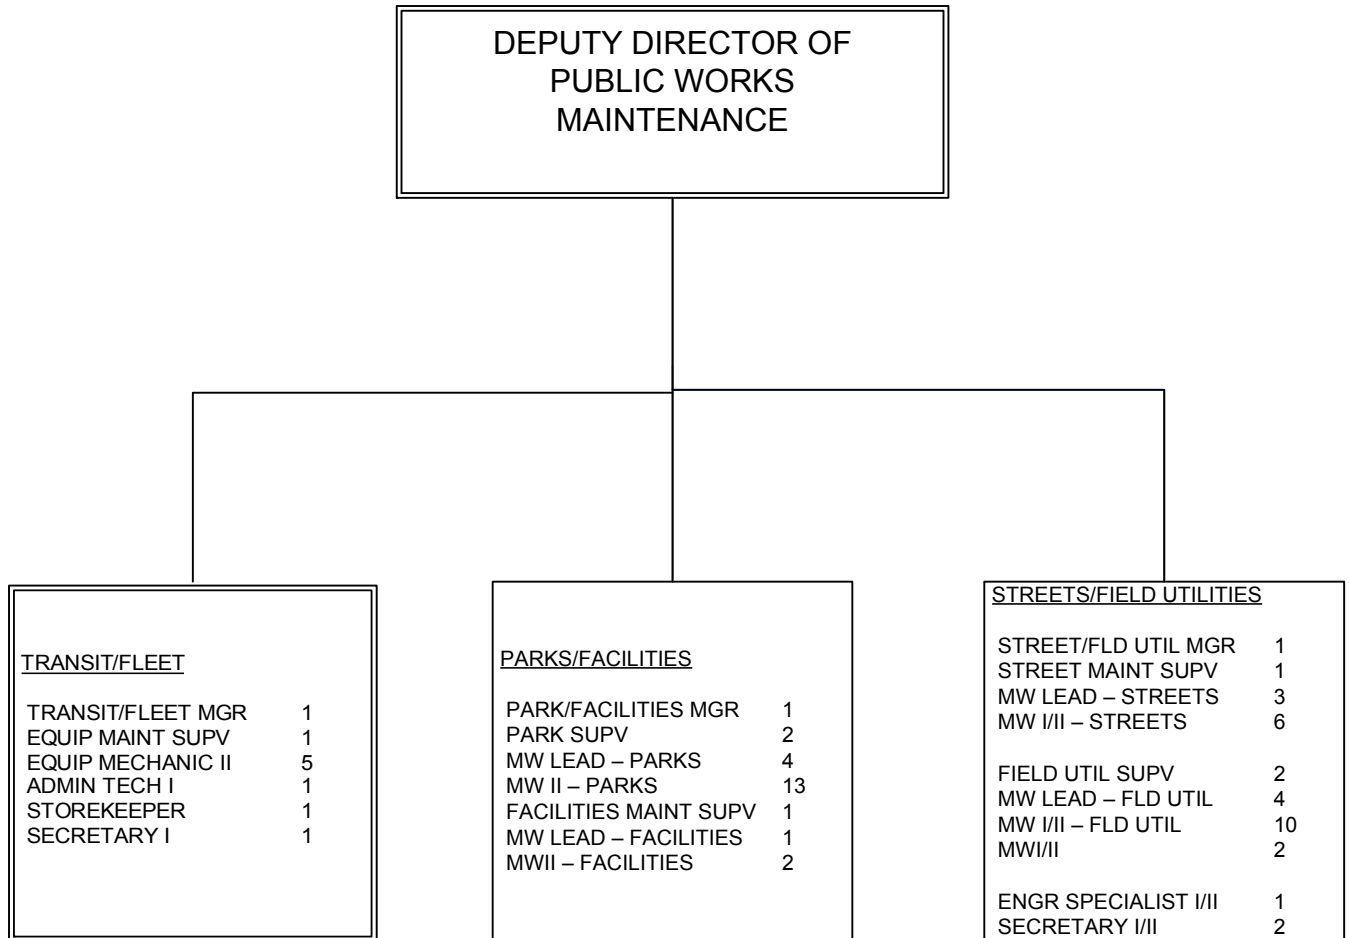 DEPUTY DIRECTOR OF
PUBLIC WORKS
MAINTENANCE
TRANSIT/FLEET
TRANSIT/FLEET MGR 1
EQUIP MAINT SUPV 1
EQUIP MECHANIC II 5
ADMIN TECH I 1
STOREKEEPER 1
SECRETARY I 1
PARKS/FACILITIES
PARK/FACILITIES MGR 1
PARK SUPV 2
MW LEAD – PARKS 4
MW II – PARKS 13
FACILITIES MAINT SUPV 1
MW LEAD – FACILITIES 1
MWII – FACILITIES 2
STREETS/FIELD UTILITIES
STREET/FLD UTIL MGR 1
STREET MAINT SUPV 1
MW LEAD – STREETS 3
MW I/II – STREETS 6
FIELD UTIL SUPV 2
MW LEAD – FLD UTIL 4
MW I/II – FLD UTIL 10
MWI/II 2
ENGR SPECIALIST I/II 1
SECRETARY I/II 2